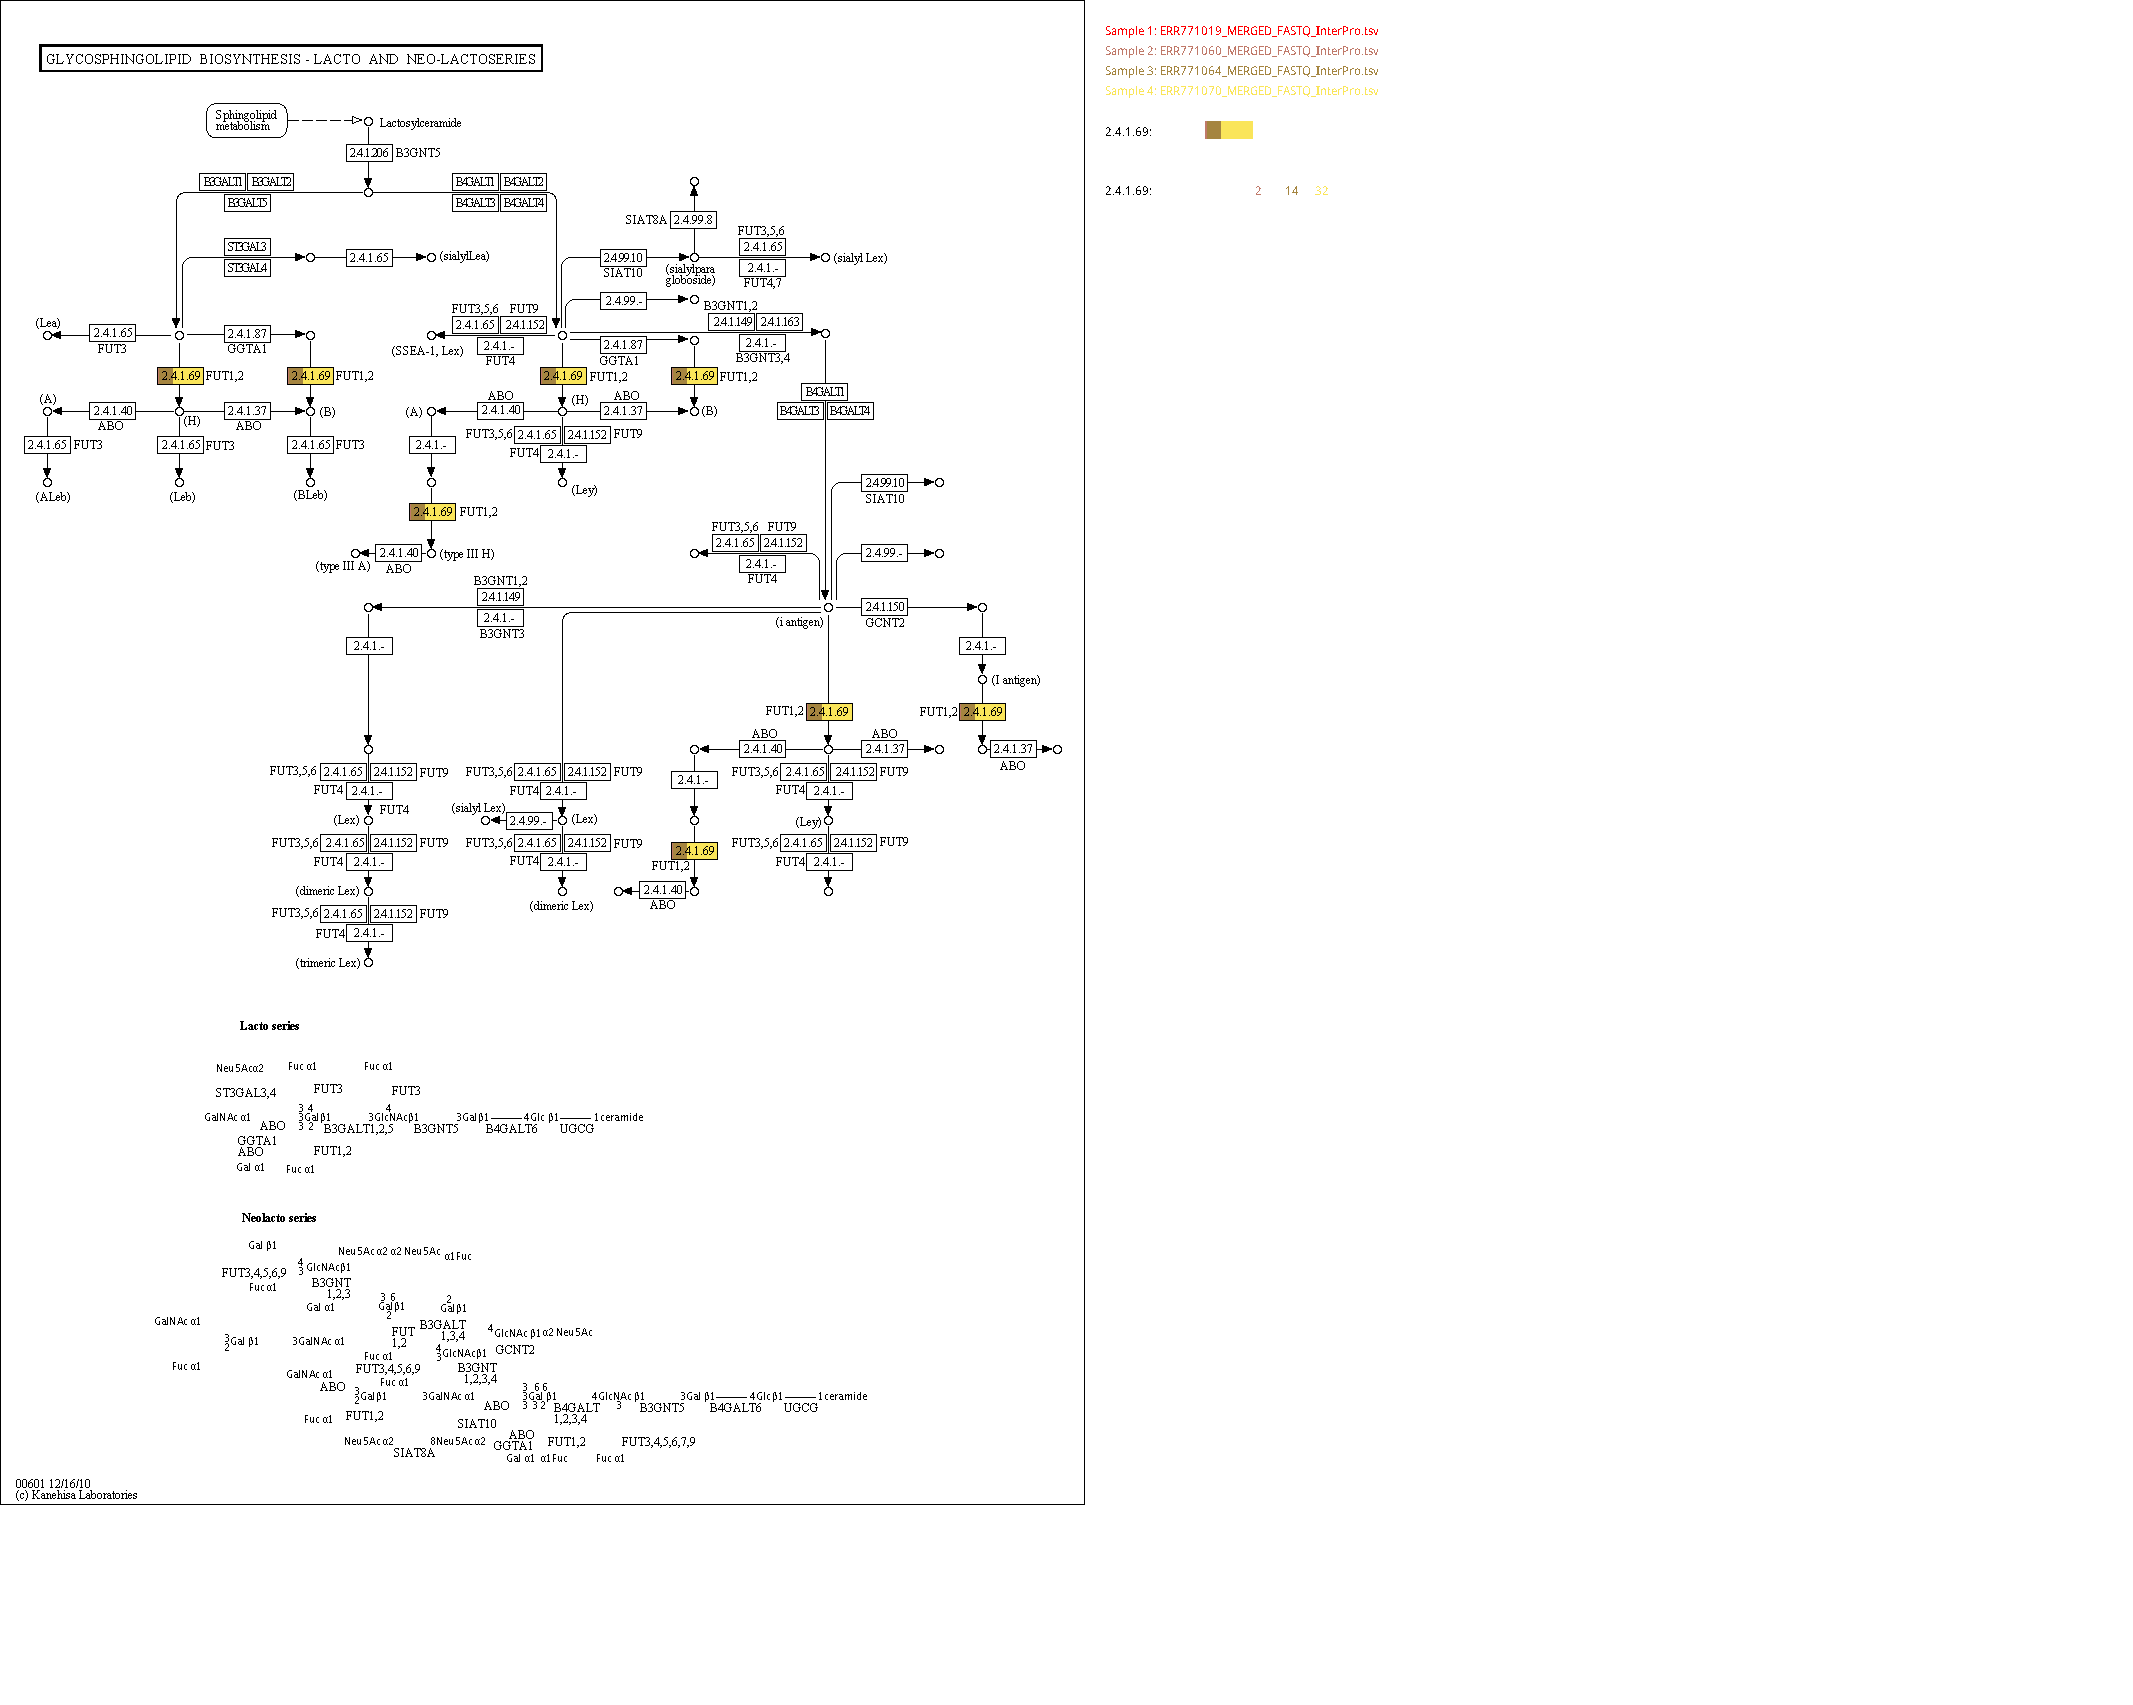 GLYCOSPHINGOLIPID BIOSYNTHESIS - LACTO AND NEO-LACTOSERIES
Sample 1: ERR771019_MERGED_FASTQ_InterPro.tsv
Sample 2: ERR771060_MERGED_FASTQ_InterPro.tsv
Sample 3: ERR771064_MERGED_FASTQ_InterPro.tsv
Sample 4: ERR771070_MERGED_FASTQ_InterPro.tsv
2.4.1.69:
2.4.1.69: 2 14 32
Sphingolipid
metabolism
Lactosylceramide
2.4.1.206 B3GNT5
B3GALT1 B3GALT2 B4GALT1 B4GALT2
B3GALT5 B4GALT3 B4GALT4
SIAT8A 2.4.99.8
FUT3,5,6
ST3GAL3 2.4.1.65
2.4.1.65 (sialylLea) 2.4.99.10 (sialyl Lex)
ST3GAL4 SIAT10 (sialylpara 2.4.1.-
globoside) FUT4,7
2.4.99.- B3GNT1,2
FUT3,5,6 FUT9
(Lea) 2.4.1.65 2.4.1.152 2.4.1.149 2.4.1.163
2.4.1.65 2.4.1.87
FUT3 GGTA1 (SSEA-1, Lex) 2.4.1.- 2.4.1.87 2.4.1.-
FUT4 GGTA1 B3GNT3,4
2.4.1.69 FUT1,2 2.4.1.69 FUT1,2 2.4.1.69 FUT1,2 2.4.1.69 FUT1,2
B4GALT1
(A) ABO (H) ABO
2.4.1.40 2.4.1.37 (B) (A) 2.4.1.40 2.4.1.37 (B) B4GALT3 B4GALT4
ABO (H) ABO
2.4.1.65 FUT3 2.4.1.65 FUT3 2.4.1.65 FUT3 2.4.1.- FUT3,5,6 2.4.1.65 2.4.1.152 FUT9
FUT4 2.4.1.-
(ALeb) (Leb) (BLeb) (Ley) 2.4.99.10
SIAT10
2.4.1.69 FUT1,2
FUT3,5,6 FUT9
2.4.1.65 2.4.1.152
2.4.1.40 (type III H) 2.4.99.-
(type III A) ABO 2.4.1.-
FUT4
B3GNT1,2
2.4.1.149
2.4.1.150
2.4.1.- (i antigen) GCNT2
B3GNT3
2.4.1.- 2.4.1.-
(I antigen)
FUT1,2 2.4.1.69 FUT1,2 2.4.1.69
ABO ABO
2.4.1.40 2.4.1.37 2.4.1.37
ABO
FUT3,5,6 2.4.1.65 2.4.1.152 FUT9 FUT3,5,6 2.4.1.65 2.4.1.152 FUT9 2.4.1.- FUT3,5,6 2.4.1.65 2.4.1.152 FUT9
FUT4 2.4.1.- FUT4 2.4.1.- FUT4 2.4.1.-
FUT4 (sialyl Lex)
(Lex) 2.4.99.- (Lex) (Ley)
FUT3,5,6 2.4.1.65 2.4.1.152 FUT9 FUT3,5,6 2.4.1.65 2.4.1.152 FUT9 2.4.1.69 FUT3,5,6 2.4.1.65 2.4.1.152 FUT9
FUT4 2.4.1.- FUT4 2.4.1.- FUT1,2 FUT4 2.4.1.-
(dimeric Lex) 2.4.1.40
(dimeric Lex) ABO
FUT3,5,6 2.4.1.65 2.4.1.152 FUT9
FUT4 2.4.1.-
(trimeric Lex)
Lacto series
Neu5Acα2 Fuc α1 Fuc α1
ST3GAL3,4 FUT3 FUT3
3 4 4
GalNAc α1 3Galβ1 3GlcNAcβ1 3Galβ1 4Glc β1 1ceramide
ABO 3 2 B3GALT1,2,5 B3GNT5 B4GALT6 UGCG
GGTA1
ABO FUT1,2
Gal α1 Fuc α1
Neolacto series
Gal β1
Neu5Ac α2 α2 Neu5Ac α1Fuc
4
3 GlcNAcβ1
FUT3,4,5,6,9
Fuc α1 B3GNT
1,2,3
3 6 2
Gal α1 Galβ1 Galβ1
2
GalNAc α1
FUT B3GALT
1,2 1,3,4 4GlcNAc β1 α2 Neu5Ac
3
2 Gal β1 3GalNAc α1
GCNT2
Fuc α1 4
3 GlcNAcβ1
Fuc α1 FUT3,4,5,6,9 B3GNT
GalNAc α1 Fuc α1 1,2,3,4
ABO 3 3 6 6
2 Galβ1 3GalNAc α1 3Gal β1 4GlcNAc β1 3Gal β1 4Glcβ1 1ceramide
ABO 3 3 2 B4GALT 3 B3GNT5 B4GALT6 UGCG
Fuc α1 FUT1,2 1,2,3,4
SIAT10
ABO
Neu5Ac α2 8Neu5Ac α2 GGTA1 FUT1,2 FUT3,4,5,6,7,9
SIAT8A
Gal α1 α1Fuc Fuc α1
00601 12/16/10
(c) Kanehisa Laboratories